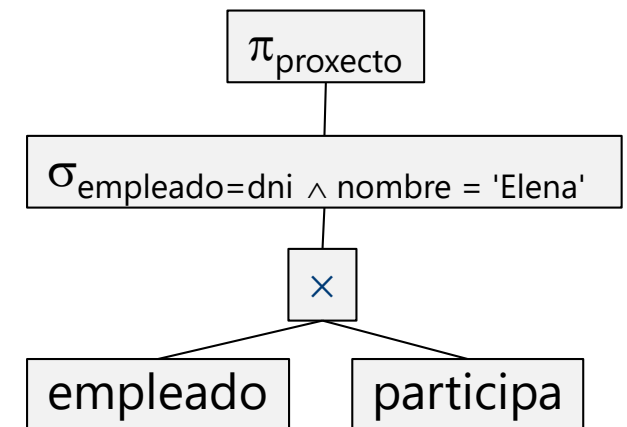 πproxecto
σempleado=dni ∧ nombre = 'Elena'
×
empleado participa